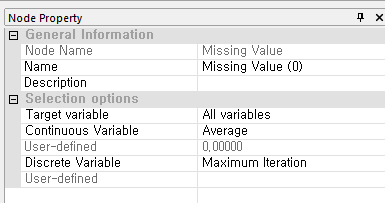 Node Property
General Information
Node Name Missing Value
Name Missing Value (0)
Description
Selection options
Target variable All variables
Continuous Variable Average
User-defined 0,00000
Discrete Variable Maximum Iteration
User-defined